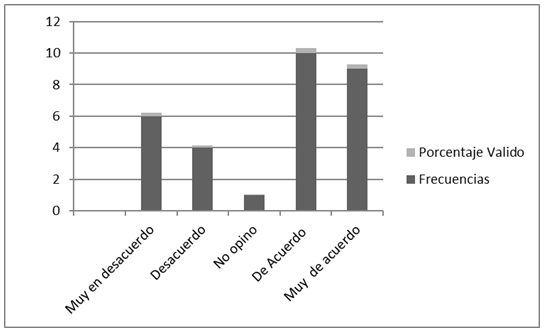 12
10
8
6
4
2
0
Muy en desacuerdo
Desacuerdo
No opino
De Acuerdo
Muy de acuerdo
Porcentaje Valido
Frecuencias